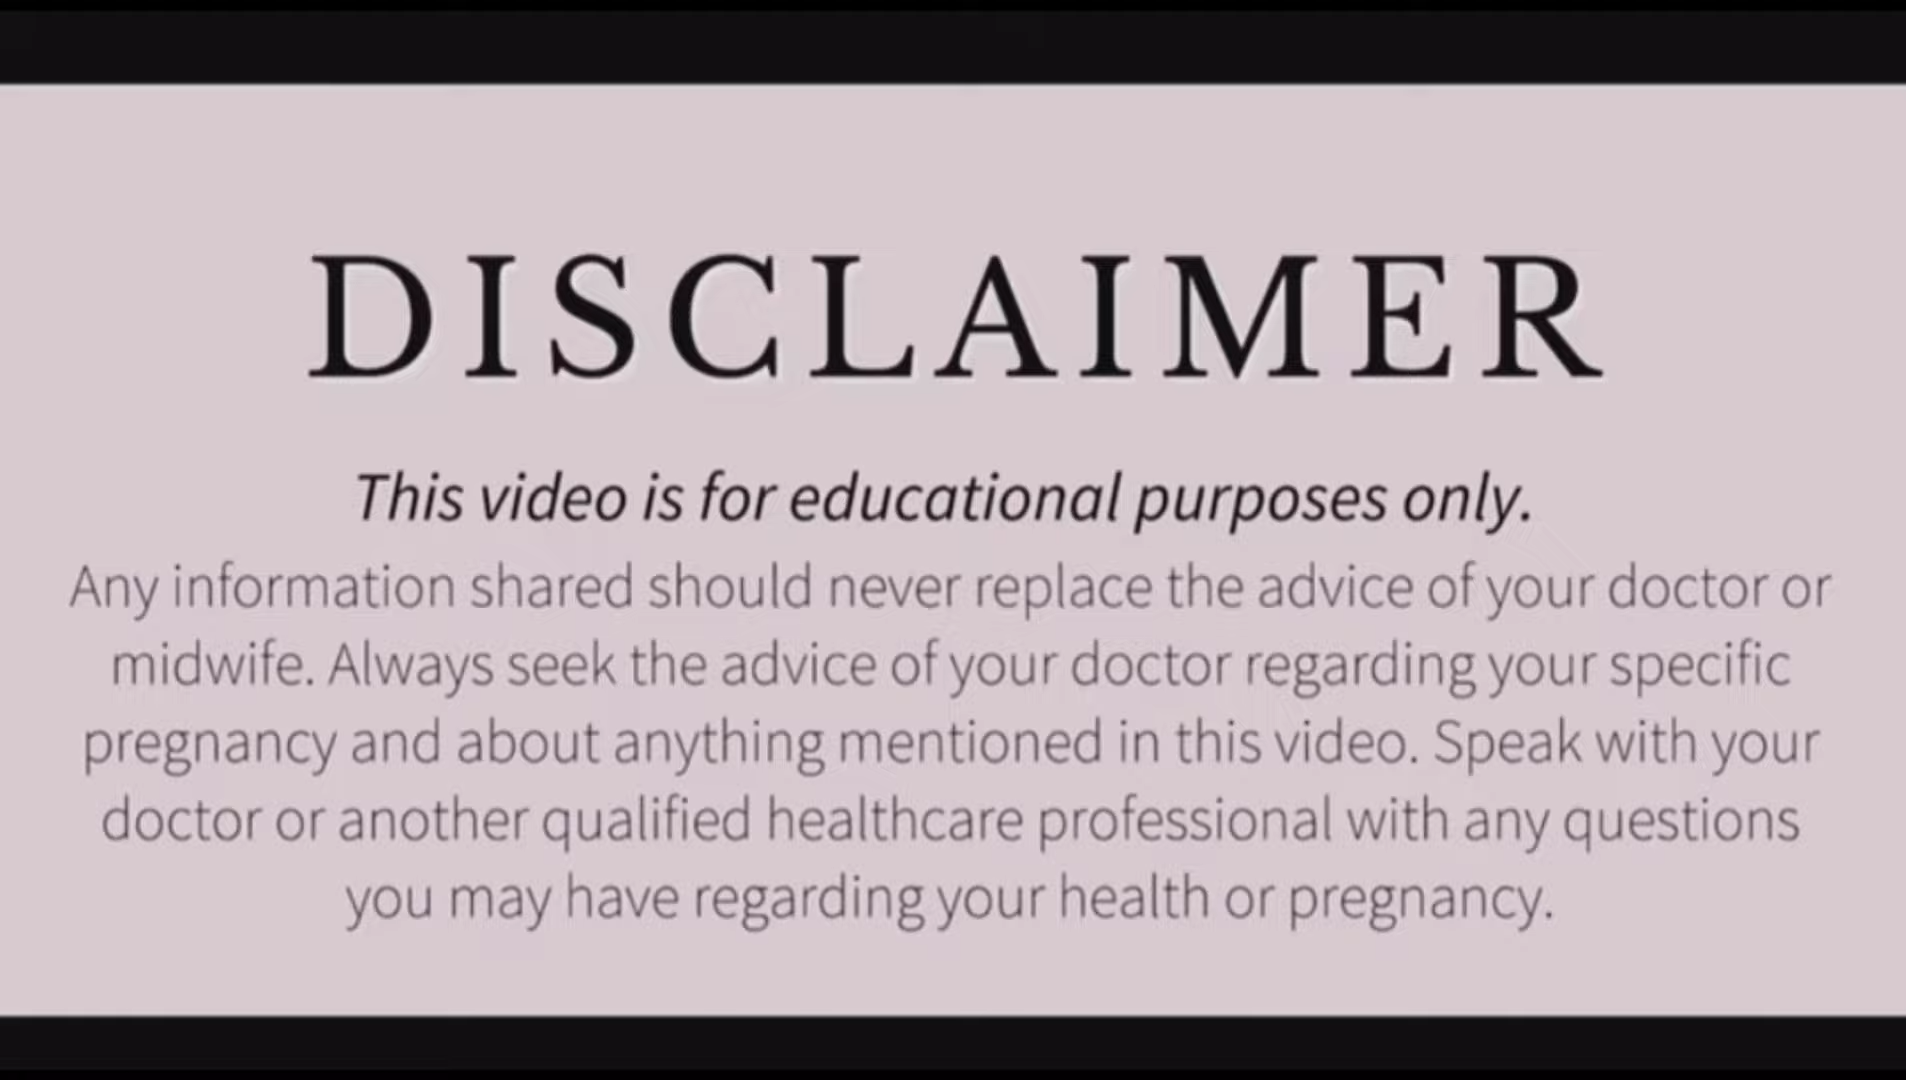 DISCLAIMER
This video is for educational purposes only.
Any information shared should never replace the advice of your doctor or
midwife. Always seek the advice of your doctor regarding your specific
pregnancy and about anything mentioned in this video. Speak with your
doctor or another qualified healthcare professional with any questions
you may have regarding your health or pregnancy.